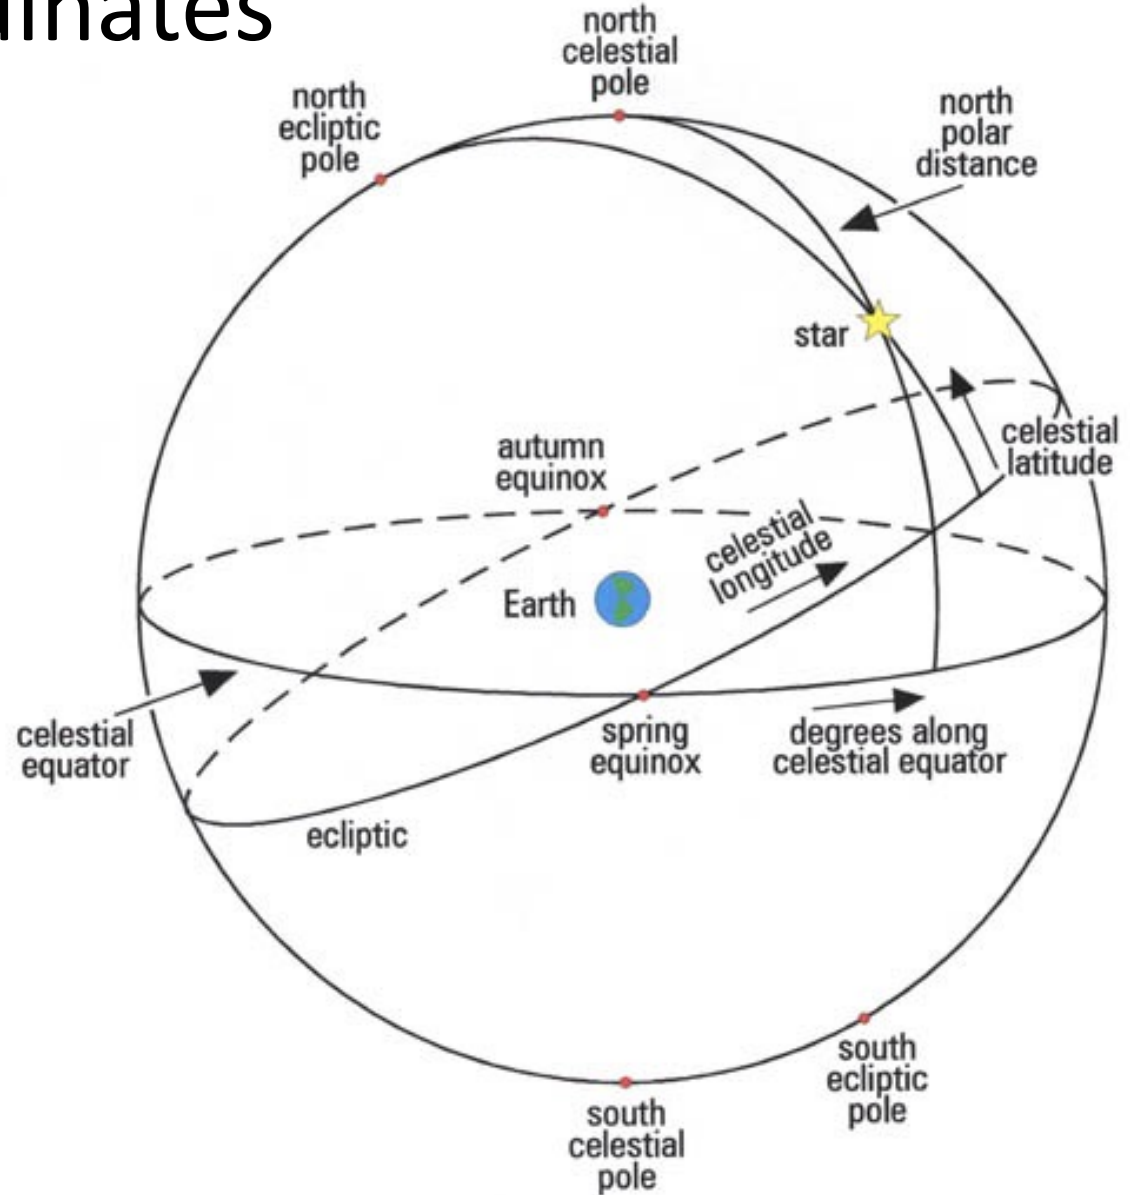 dinates
north
celestial
pole
north
ecliptic
pole
north
polar
distance
star
celestial
latitude
autumn
equinox
celestial
longitude
Earth
celestial
equator
spring
equinox
degrees along
celestial equator
ecliptic
south
ecliptic
pole
south
celestial
pole